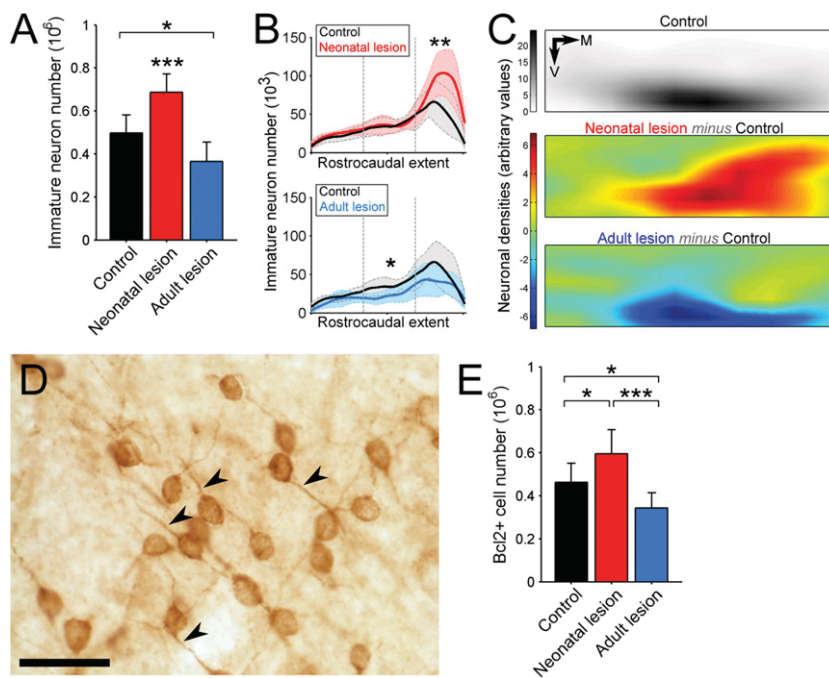 A
Immature neuron number (10⁶)
1
0.8
0.6
0.4
0.2
0
*
***
Control
Neonatal lesion
Adult lesion
B
Immature neuron number (10³)
Control
Neonatal lesion
150
100
50
0
**
Rostrocaudal extent
Control
Adult lesion
150
100
50
0
*
Rostrocaudal extent
C
Neuronal densities (arbitrary values)
Control
20
10
0
M
V
Neonatal lesion minus Control
6
4
2
0
-2
-4
-6
Adult lesion minus Control
D
E
Bcl2+ cell number (10⁶)
1
0.8
0.6
0.4
0.2
0
*
*
***
Control
Neonatal lesion
Adult lesion